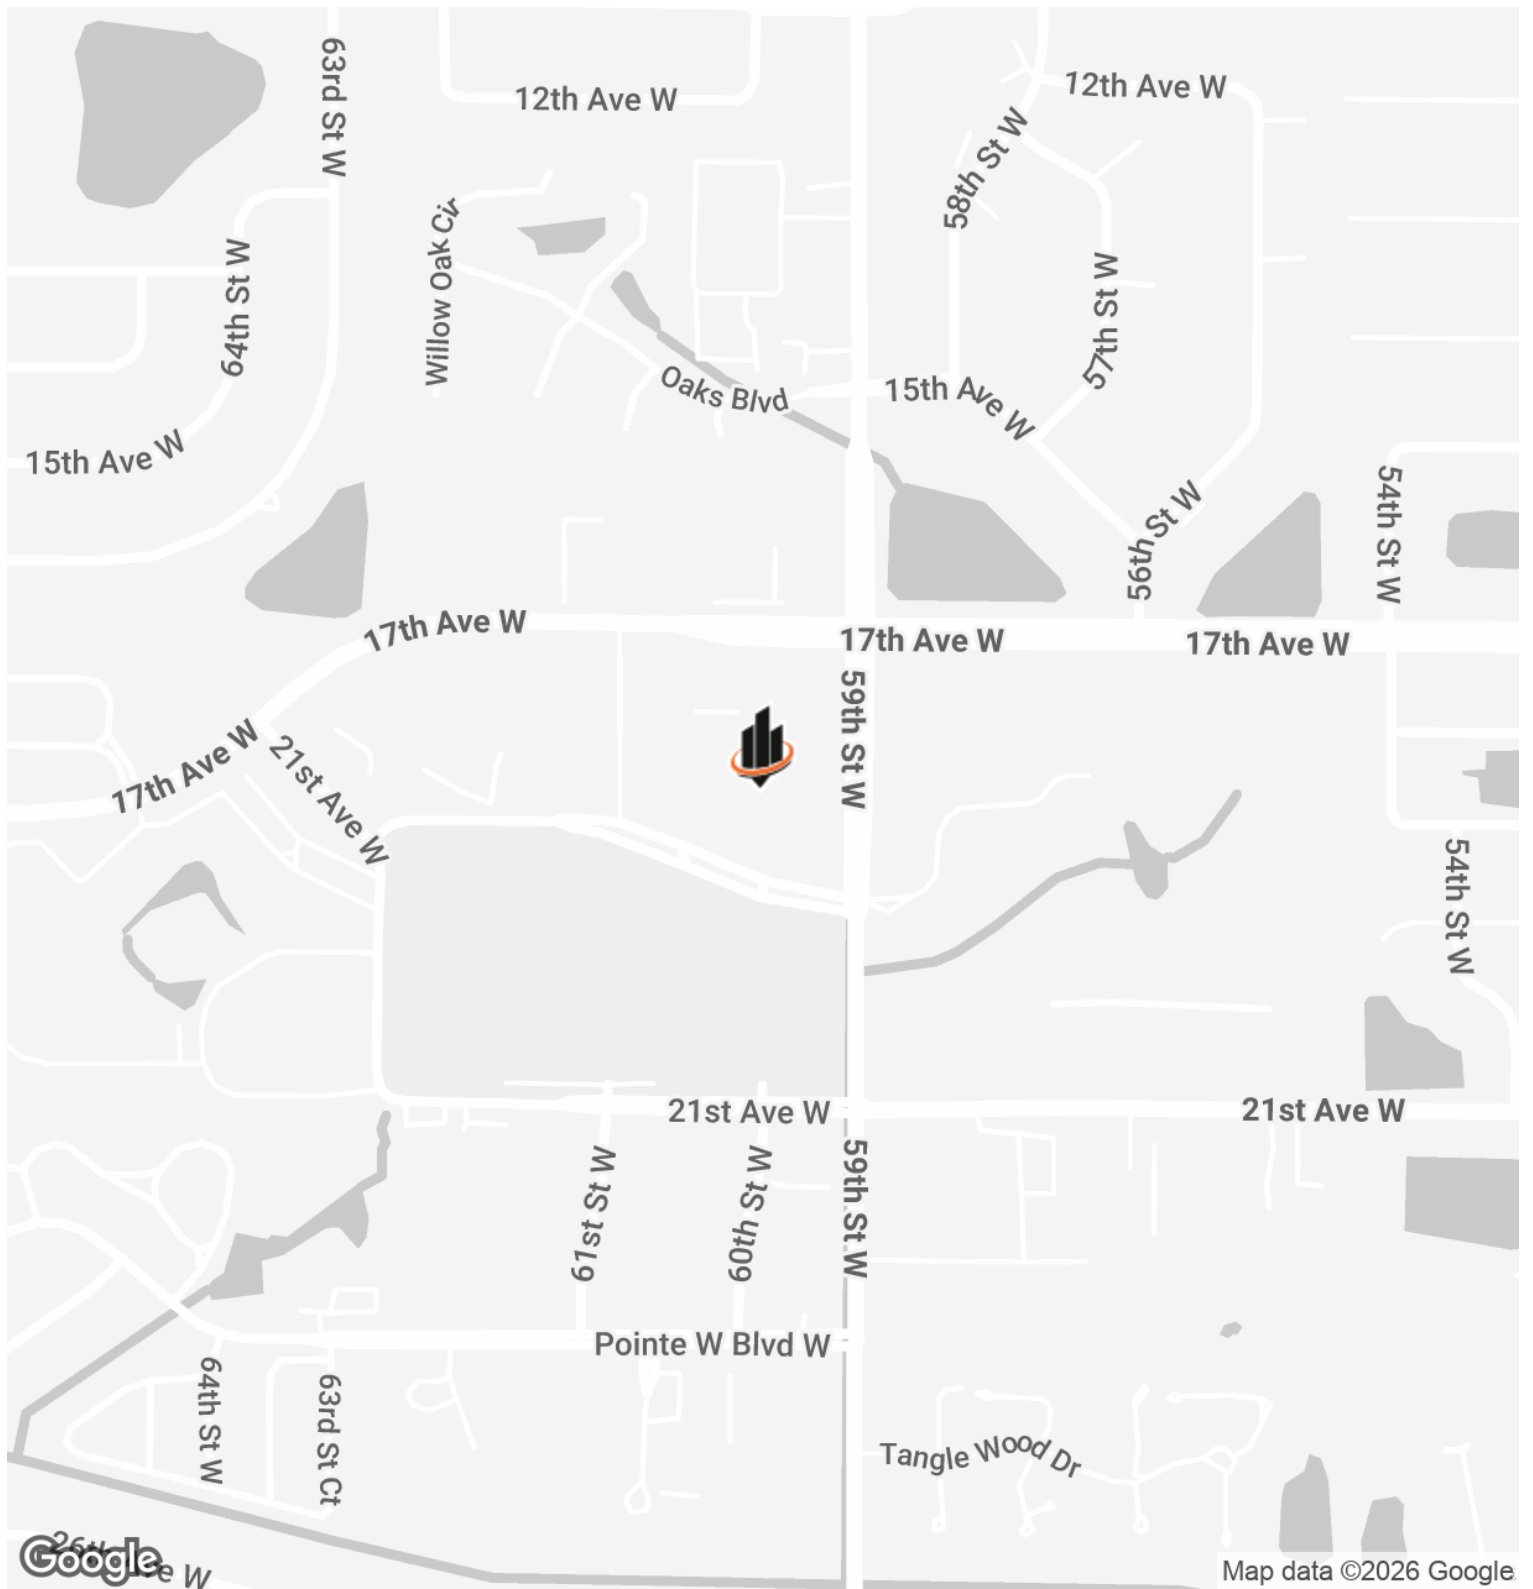 63rd St W
12th Ave W
12th Ave W
58th St W
Willow Oak Cir
64th St W
57th St W
Oaks Blvd
15th Ave W
15th Ave W
54th St W
56th St W
17th Ave W
17th Ave W
17th Ave W
59th St W
17th Ave W
21st Ave W
54th St W
21st Ave W
21st Ave W
61st St W
60th St W
59th St W
Pointe W Blvd W
64th St W
63rd St Ct
Tangle Wood Dr
26th Ave W
Google
Map data ©2026 Google